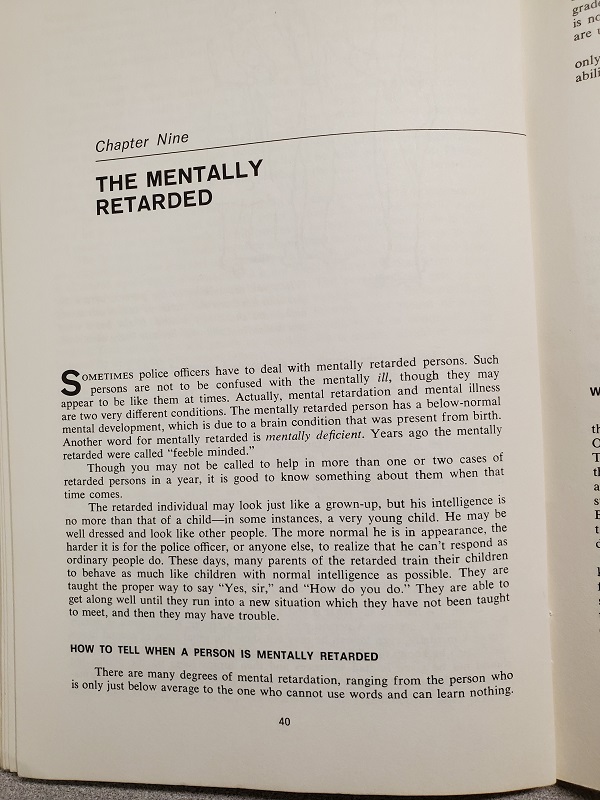 Chapter Nine
THE MENTALLY
RETARDED
SOMETIMES police officers have to deal with mentally retarded persons. Such
persons are not to be confused with the mentally ill, though they may
appear to be like them at times. Actually, mental retardation and mental illness
are two very different conditions. The mentally retarded person has a below-normal
mental development, which is due to a brain condition that was present from birth.
Another word for mentally retarded is mentally deficient. Years ago the mentally
retarded were called "feeble minded."
Though you may not be called to help in more than one or two cases of
retarded persons in a year, it is good to know something about them when that
time comes.
The retarded individual may look just like a grown-up, but his intelligence is
no more than that of a child—in some instances, a very young child. He may be
well dressed and look like other people. The more normal he is in appearance, the
harder it is for the police officer, or anyone else, to realize that he can't respond as
ordinary people do. These days, many parents of the retarded train their children
to behave as much like children with normal intelligence as possible. They are
taught the proper way to say "Yes, sir," and "How do you do." They are able to
get along well until they run into a new situation which they have not been taught
to meet, and then they may have trouble.
HOW TO TELL WHEN A PERSON IS MENTALLY RETARDED
There are many degrees of mental retardation, ranging from the person who
is only just below average to the one who cannot use words and can learn nothing.
40
is
are
only